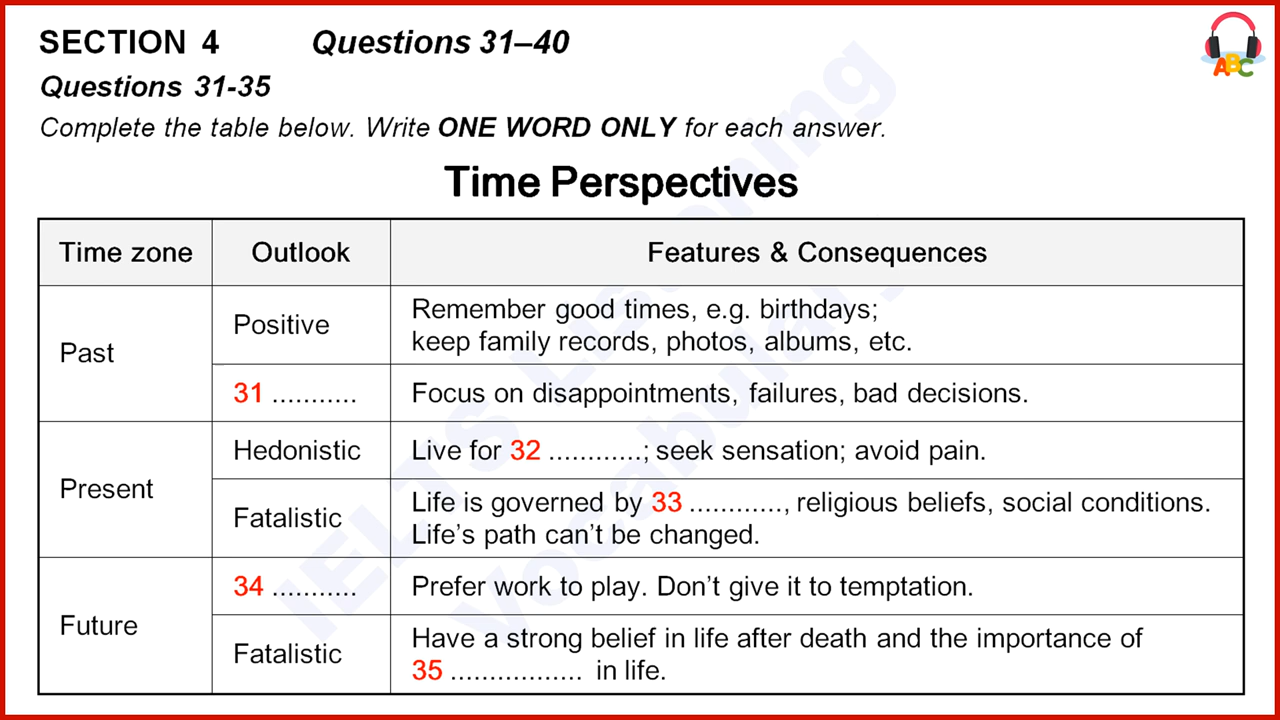 SECTION 4 Questions 31–40
Questions 31-35
Complete the table below. Write ONE WORD ONLY for each answer.
ABC
Time Perspectives
Time zone Outlook Features & Consequences
Past
Positive
Remember good times, e.g. birthdays;
keep family records, photos, albums, etc.
31 ........... Focus on disappointments, failures, bad decisions.
Present
Hedonistic Live for 32 ............; seek sensation; avoid pain.
Fatalistic
Life is governed by 33 ............, religious beliefs, social conditions.
Life’s path can’t be changed.
Future
34 ........... Prefer work to play. Don’t give it to temptation.
Fatalistic
Have a strong belief in life after death and the importance of
35 ................. in life.
IELTS Listening
Vocabulary